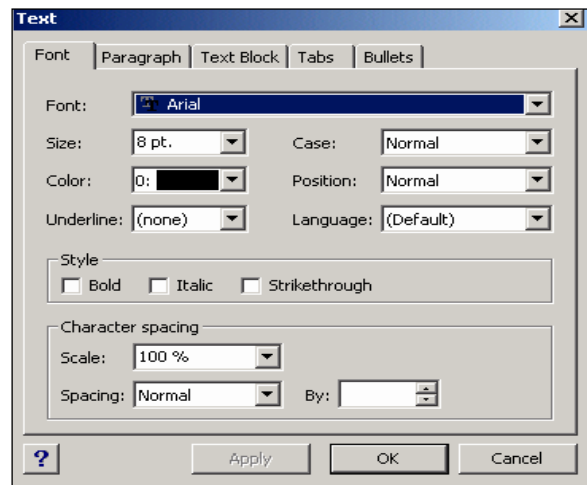 Text
Font Paragraph Text Block Tabs Bullets
Font: Arial
Size: 8 pt. Case: Normal
Color: 0: Position: Normal
Underline: (none) Language: (Default)
Style
Bold Italic Strikethrough
Character spacing
Scale: 100 %
Spacing: Normal By:
? Apply OK Cancel